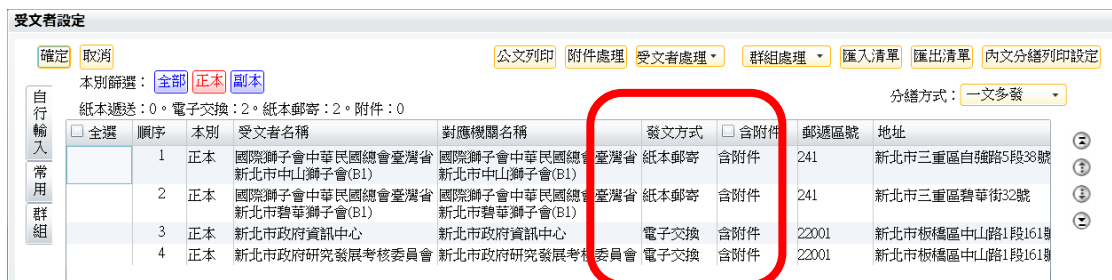 受文者設定
確定 取消 公文列印 附件處理 受文者處理 群組處理 匯入清單 匯出清單 內文分繕列印設定
本別篩選：全部 正本 副本
紙本遞送：0。電子交換：2。紙本郵寄：2。附件：0 分繕方式：一文多發
自行輸入
常用
群組
全選 順序 本別 受文者名稱 對應機關名稱 發文方式 含附件 郵遞區號 地址
1 正本 國際獅子會中華民國總會臺灣省 國際獅子會中華民國總會臺灣省 紙本郵寄 含附件 241 新北市三重區自強路5段38號
新北市中山獅子會(B1) 新北市中山獅子會(B1)
2 正本 國際獅子會中華民國總會臺灣省 國際獅子會中華民國總會臺灣省 紙本郵寄 含附件 241 新北市三重區碧華街32號
新北市碧華獅子會(B1) 新北市碧華獅子會(B1)
3 正本 新北市政府資訊中心 新北市政府資訊中心 電子交換 含附件 22001 新北市板橋區中山路1段161
4 正本 新北市政府研究發展考核委員會 新北市政府研究發展考核委員會 電子交換 含附件 22001 新北市板橋區中山路1段161